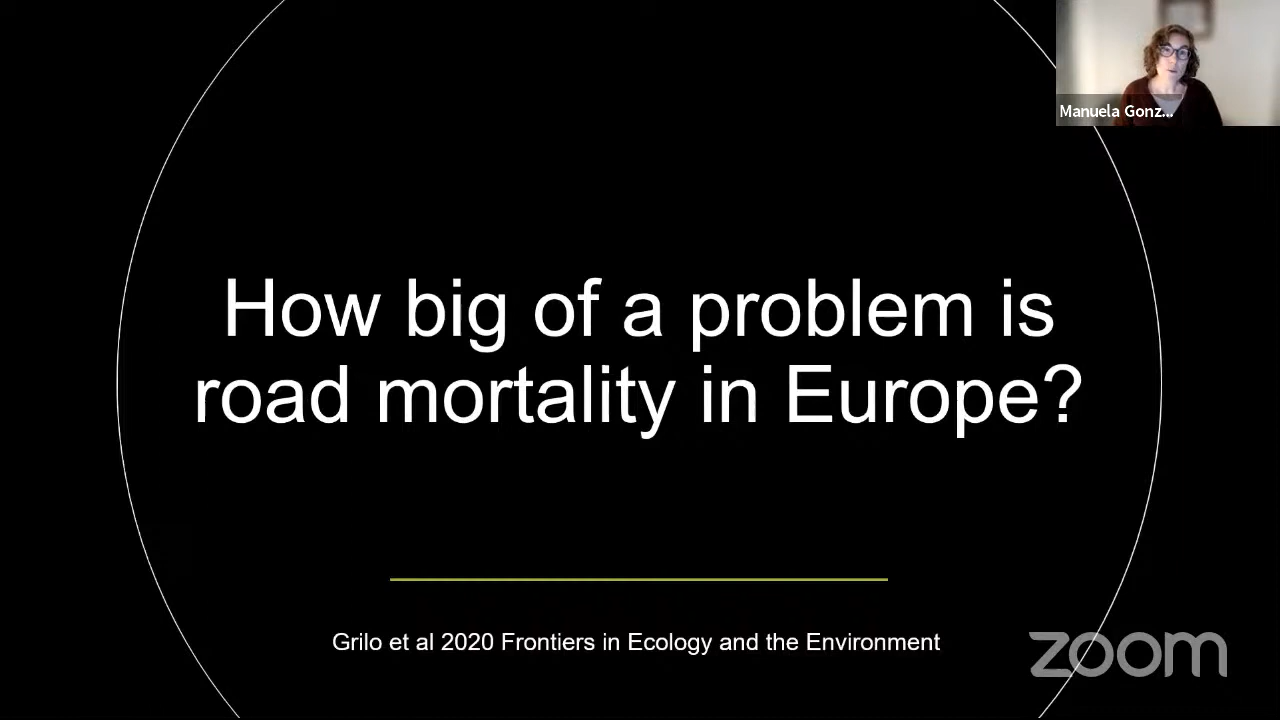 Manuela Gonz...
How big of a problem is
road mortality in Europe?
Grilo et al 2020 Frontiers in Ecology and the Environment
zoom